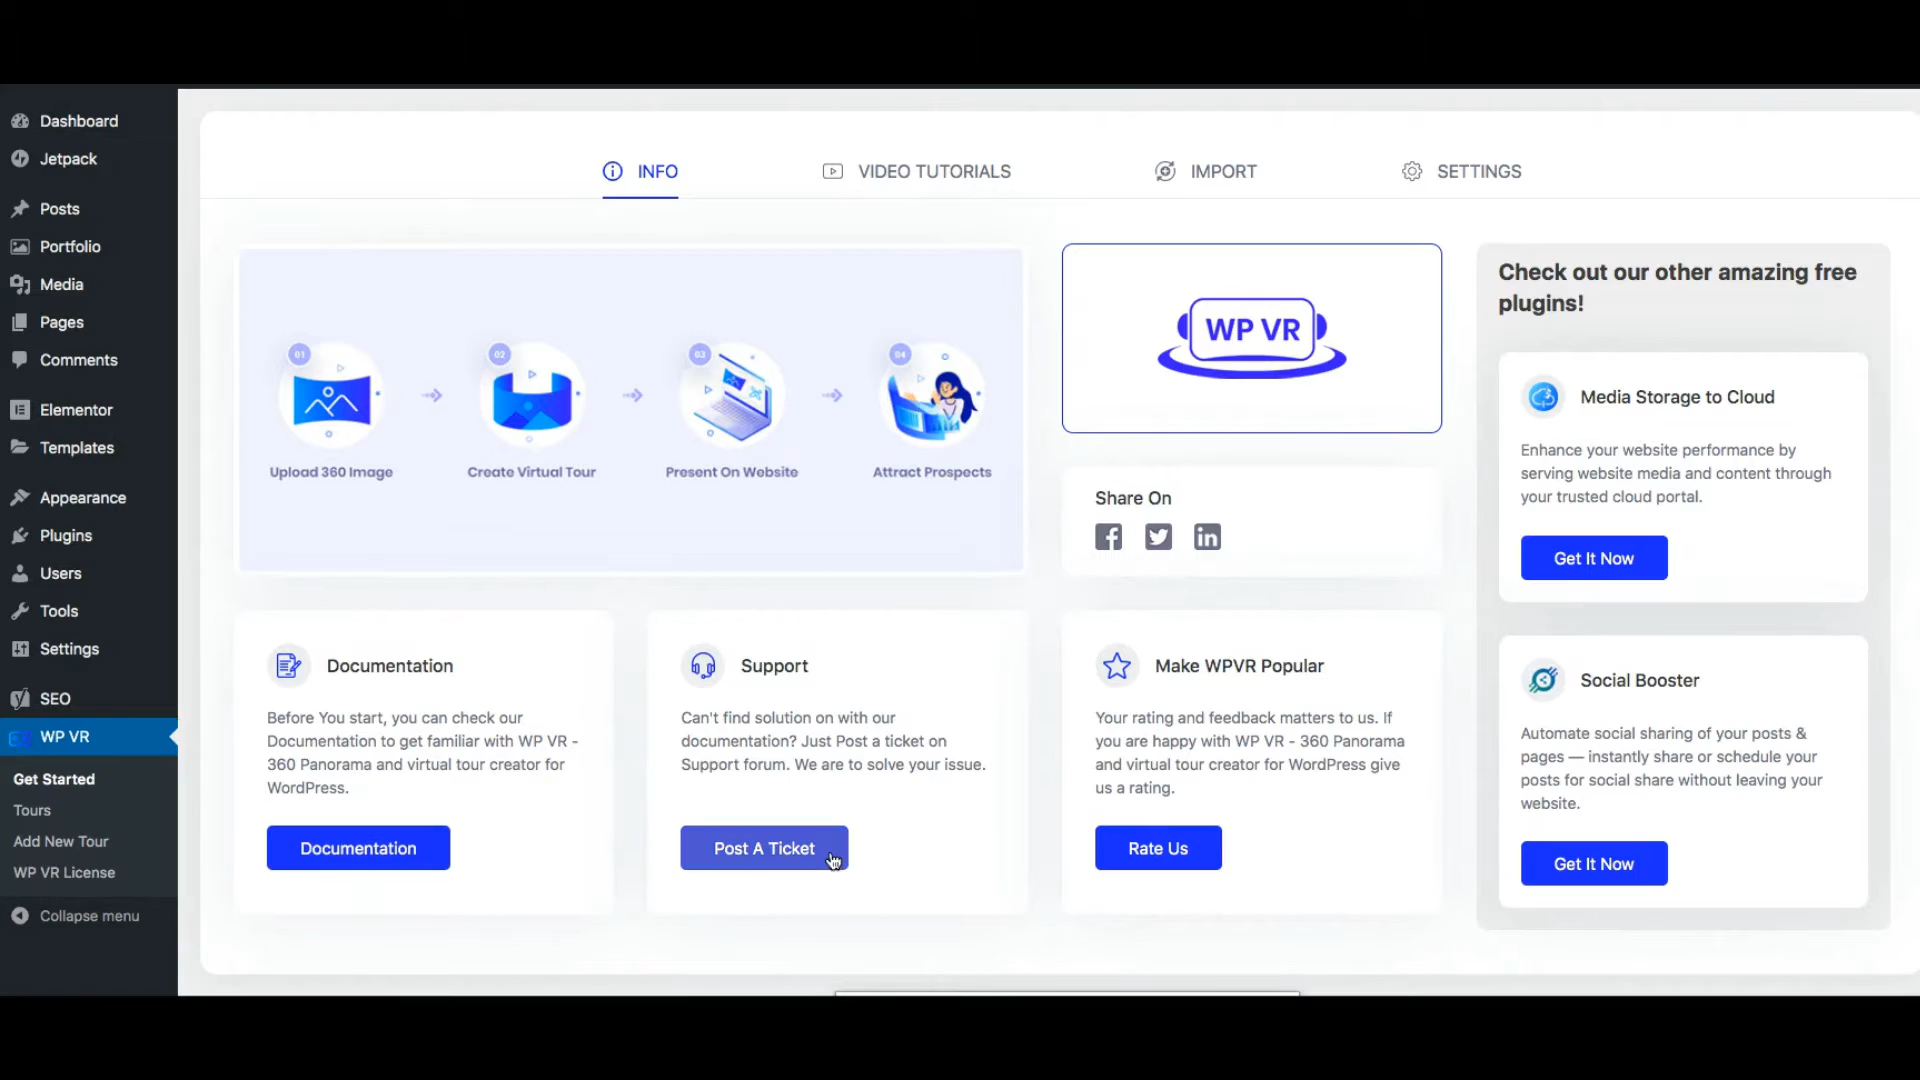 Dashboard
Jetpack
Posts
Portfolio
Media
Pages
Comments
Elementor
Templates
Appearance
Plugins
Users
Tools
Settings
SEO
WP VR
Get Started
Tours
Add New Tour
WP VR License
Collapse menu
INFO
VIDEO TUTORIALS
IMPORT
SETTINGS
01
02
03
04
Upload 360 Image
Create Virtual Tour
Present On Website
Attract Prospects
WP VR
Share On
Documentation
Before You start, you can check our
Documentation to get familiar with WP VR -
360 Panorama and virtual tour creator for
WordPress.
Documentation
Support
Can't find solution on with our
documentation? Just Post a ticket on
Support forum. We are to solve your issue.
Post A Ticket
Make WPVR Popular
Your rating and feedback matters to us. If
you are happy with WP VR - 360 Panorama
and virtual tour creator for WordPress give
us a rating.
Rate Us
Check out our other amazing free
plugins!
Media Storage to Cloud
Enhance your website performance by
serving website media and content through
your trusted cloud portal.
Get It Now
Social Booster
Automate social sharing of your posts &
pages — instantly share or schedule your
posts for social share without leaving your
website.
Get It Now